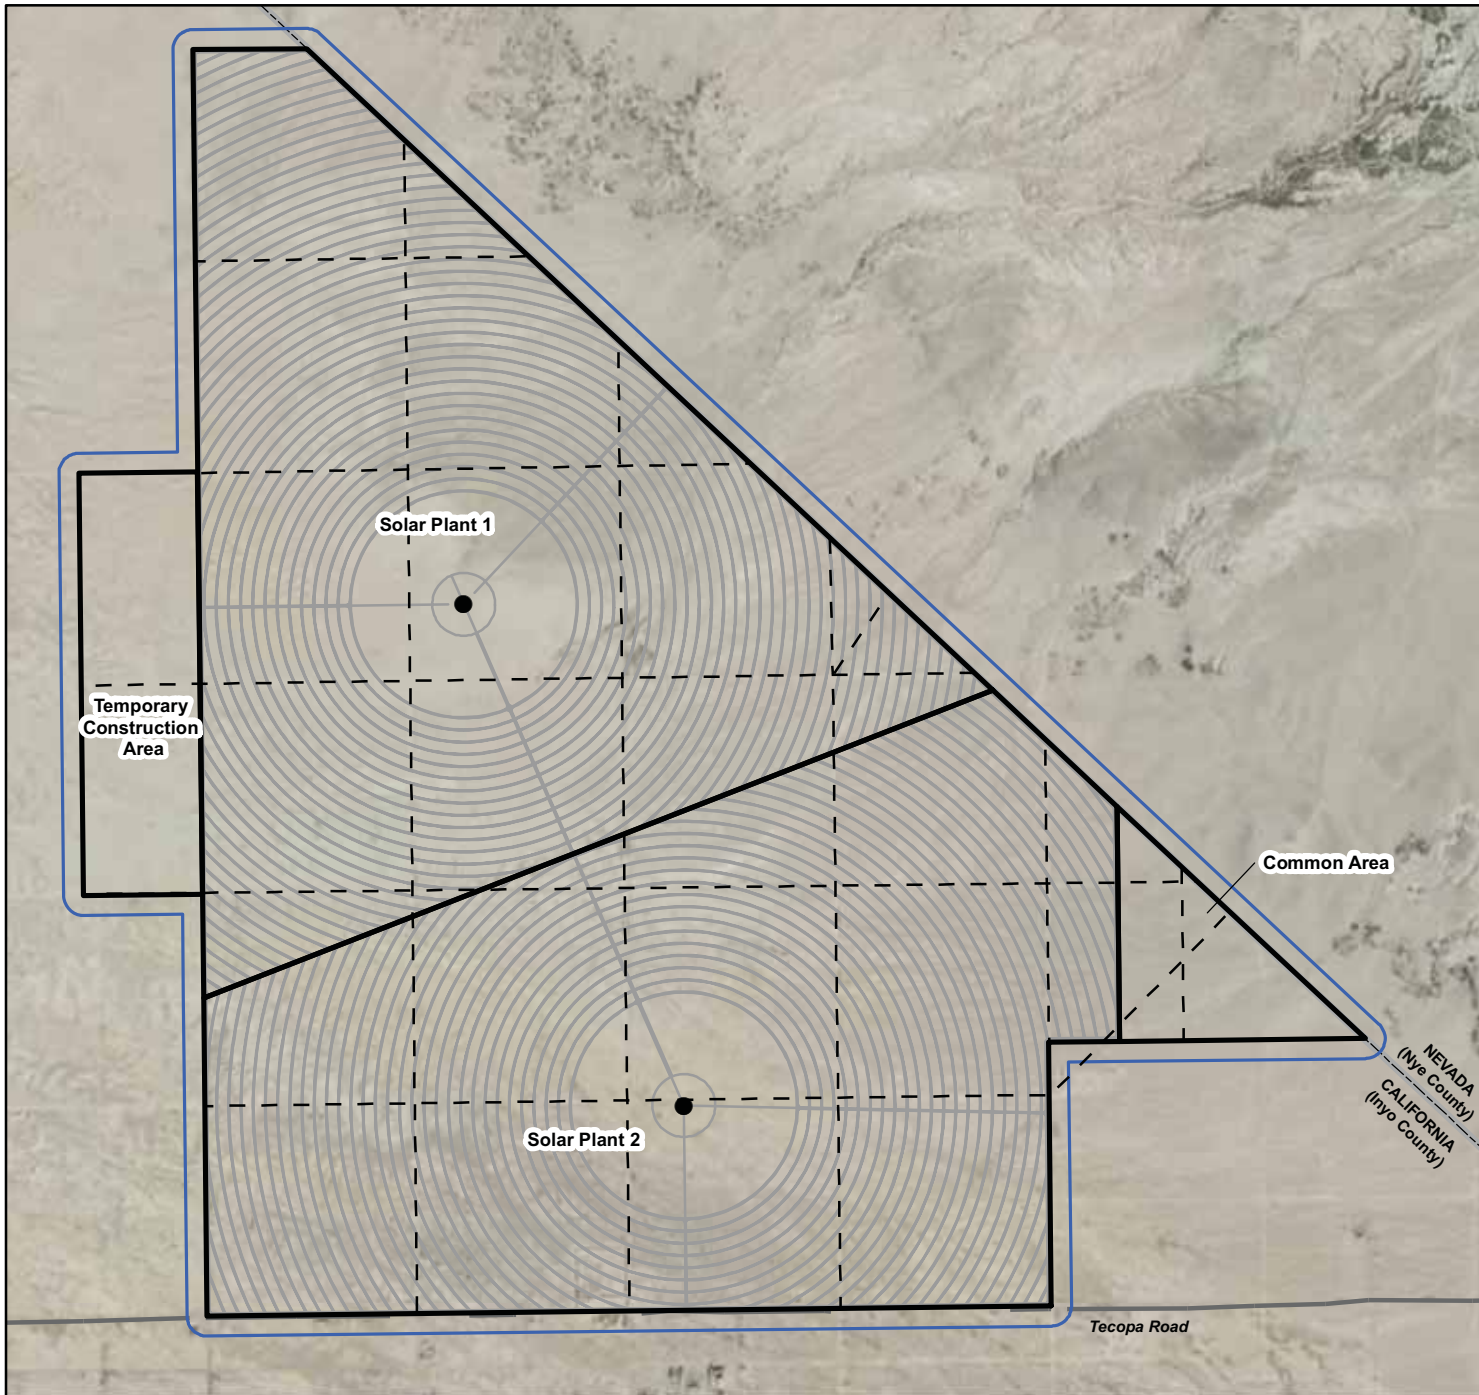 Solar Plant 1
Temporary
Construction
Area
Common Area
NEVADA
(Nye County)
CALIFORNIA
(Inyo County)
Solar Plant 2
Tecopa Road